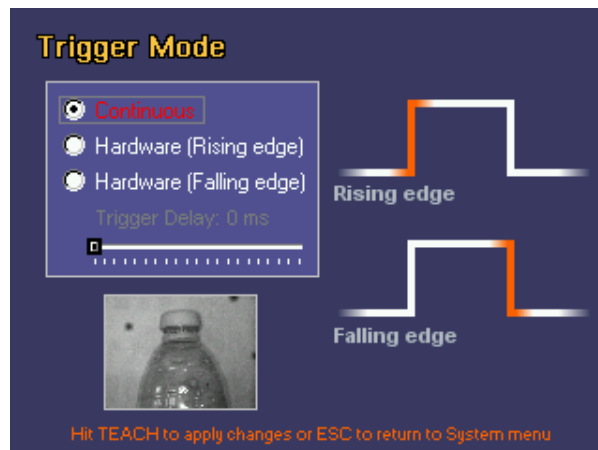 Trigger Mode
Continuous
Hardware (Rising edge)
Hardware (Falling edge)
Trigger Delay: 0 ms
Rising edge
Falling edge
Hit TEACH to apply changes or ESC to return to System menu